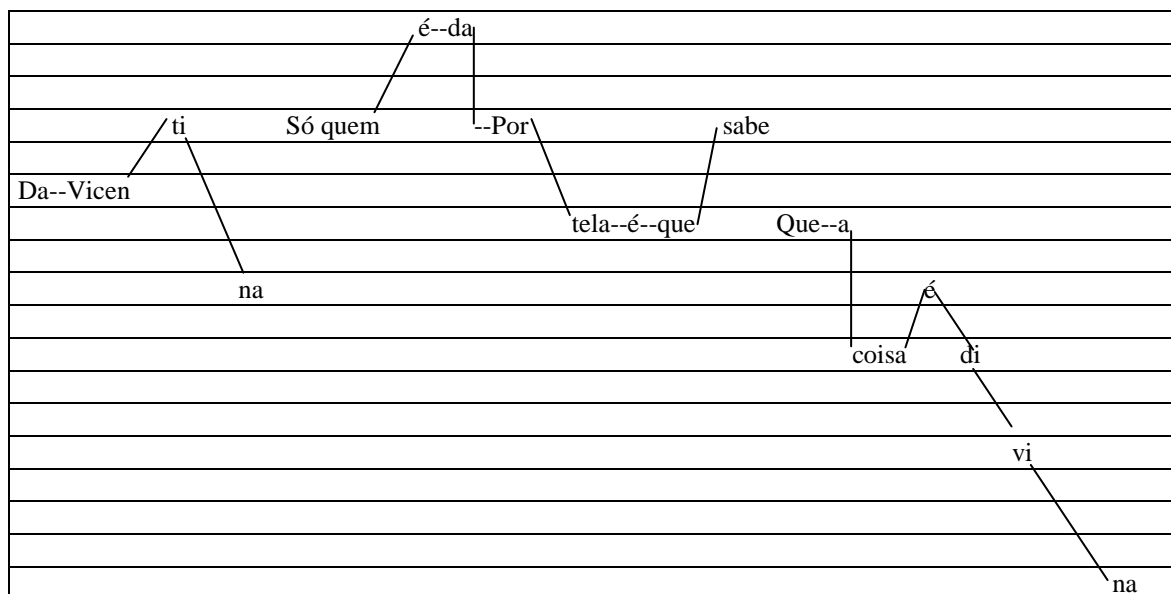 é--da
ti Só quem --Por sabe
Da--Vicen
tela--é--que Que--a
na é
coisa di
vi
na